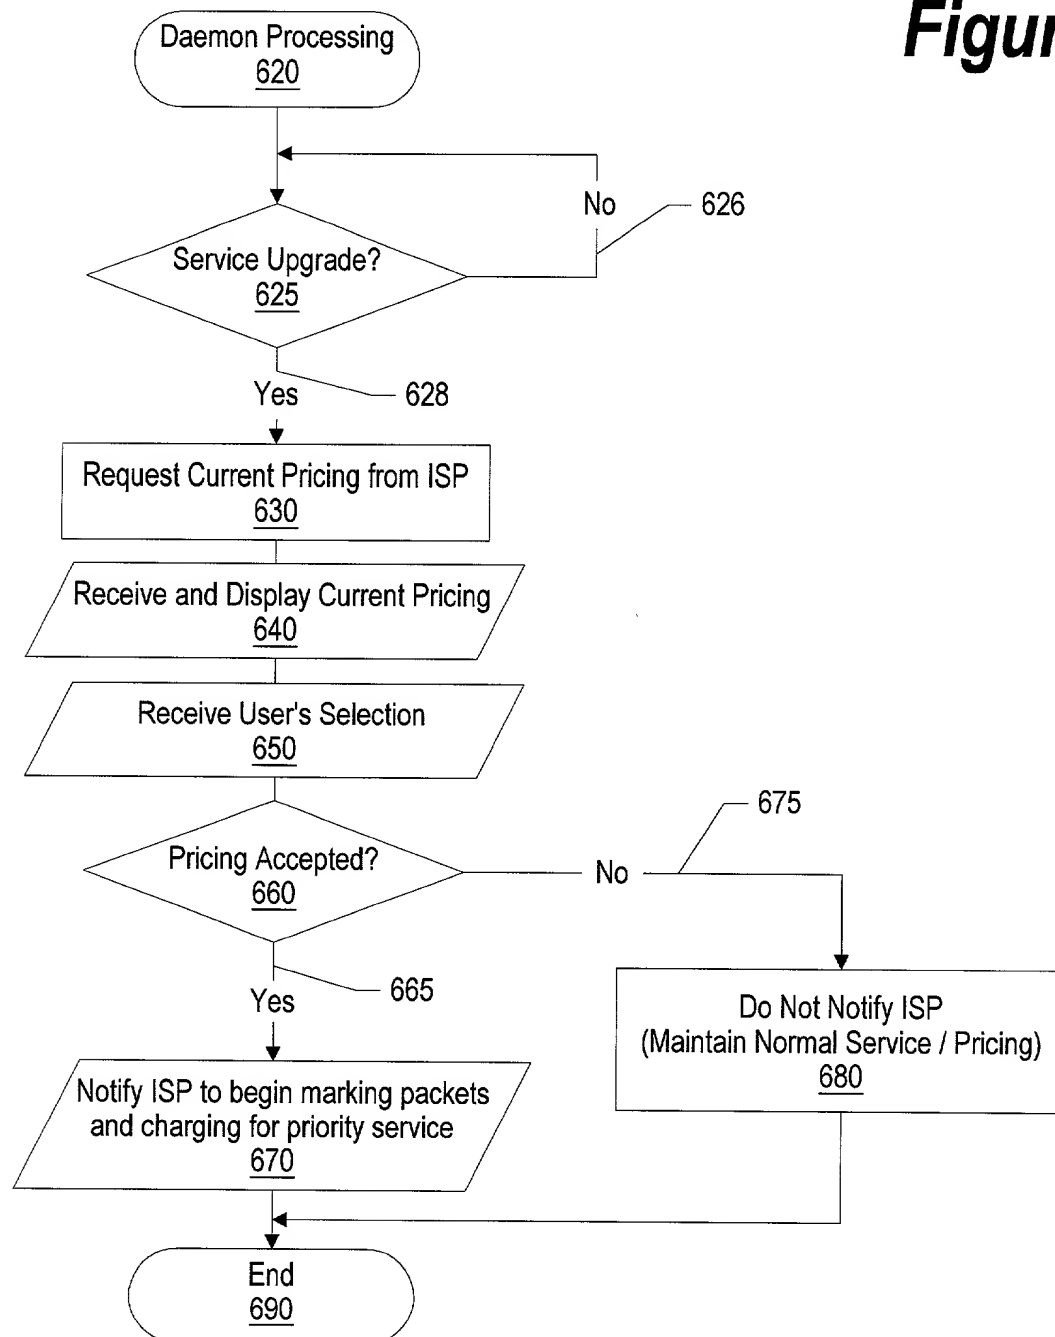 Figur
Daemon Processing
620
No
626
Service Upgrade?
625
Yes
628
Request Current Pricing from ISP
630
Receive and Display Current Pricing
640
Receive User's Selection
650
675
Pricing Accepted?
660
No
665
Yes
Do Not Notify ISP
(Maintain Normal Service / Pricing)
680
Notify ISP to begin marking packets
and charging for priority service
670
End
690